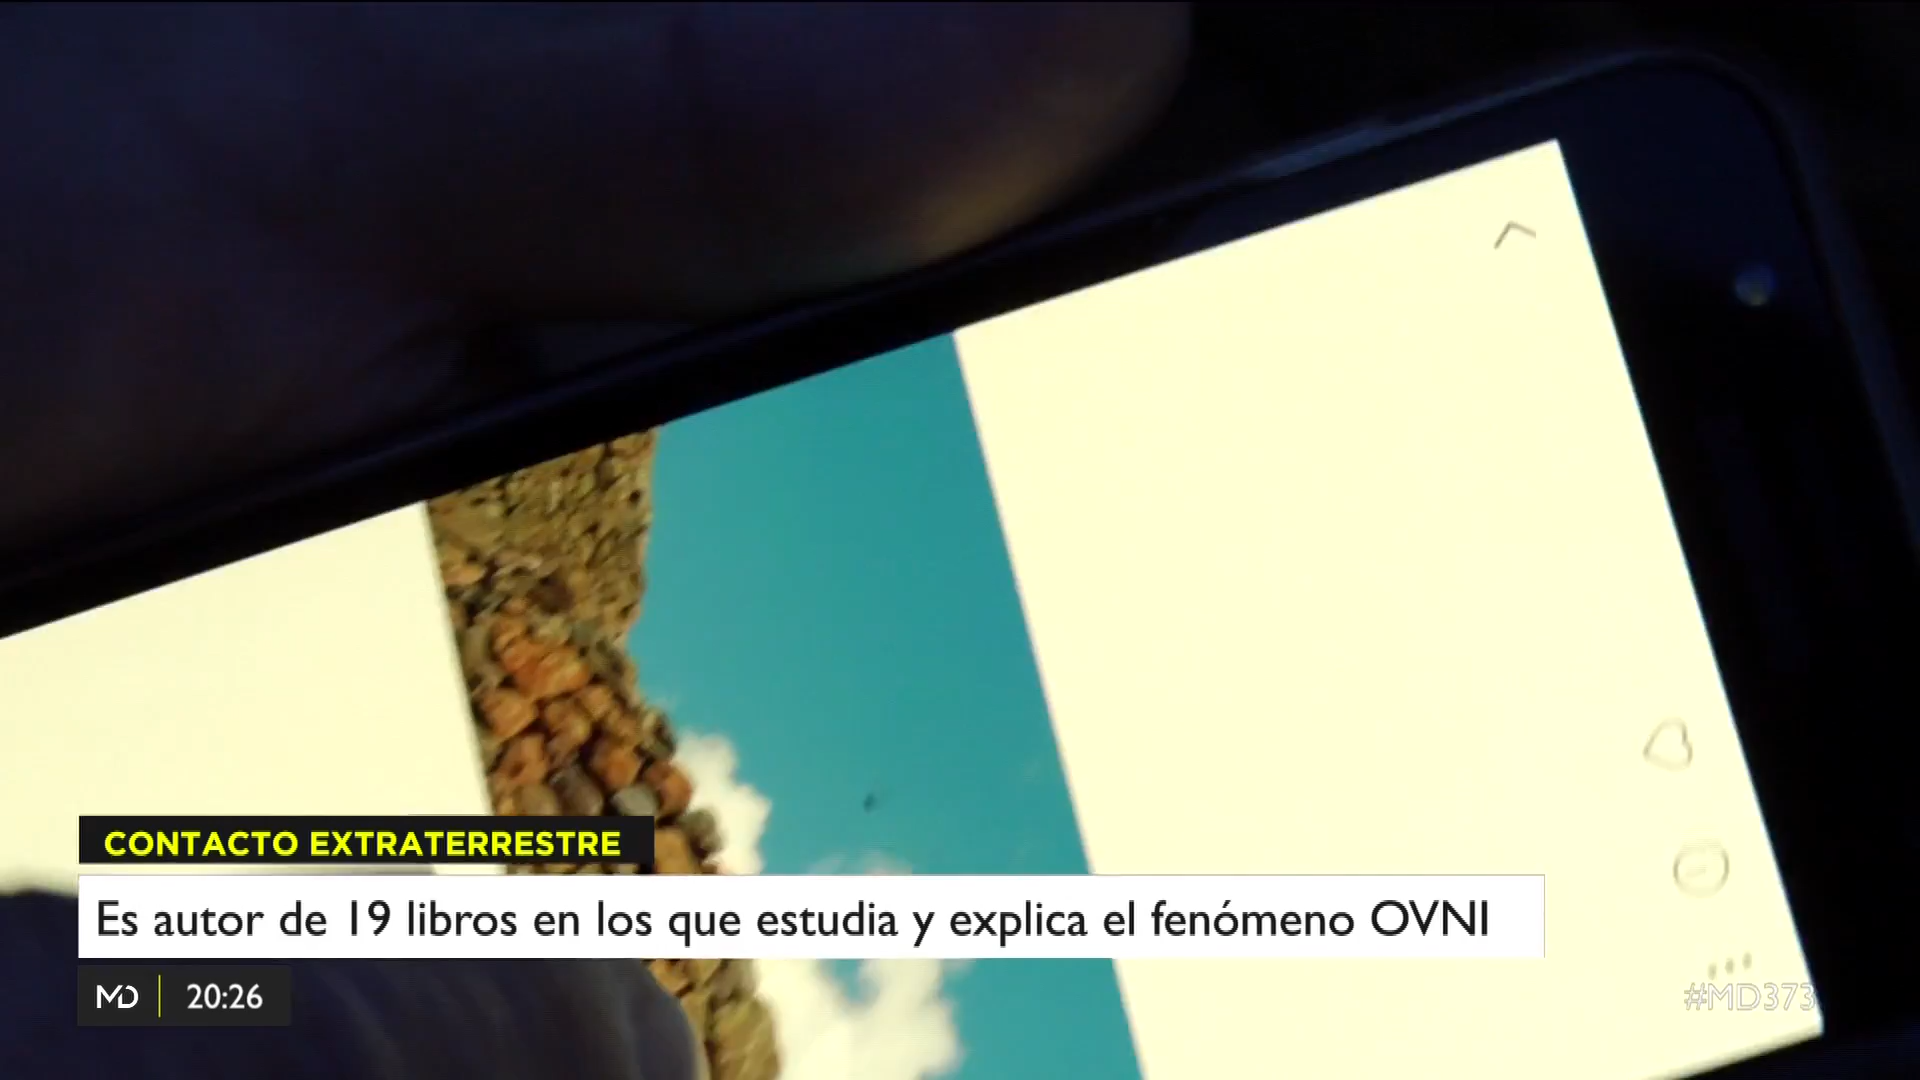 CONTACTO EXTRATERRESTRE
Es autor de 19 libros en los que estudia y explica el fenómeno OVNI
MD 20:26
#MD373